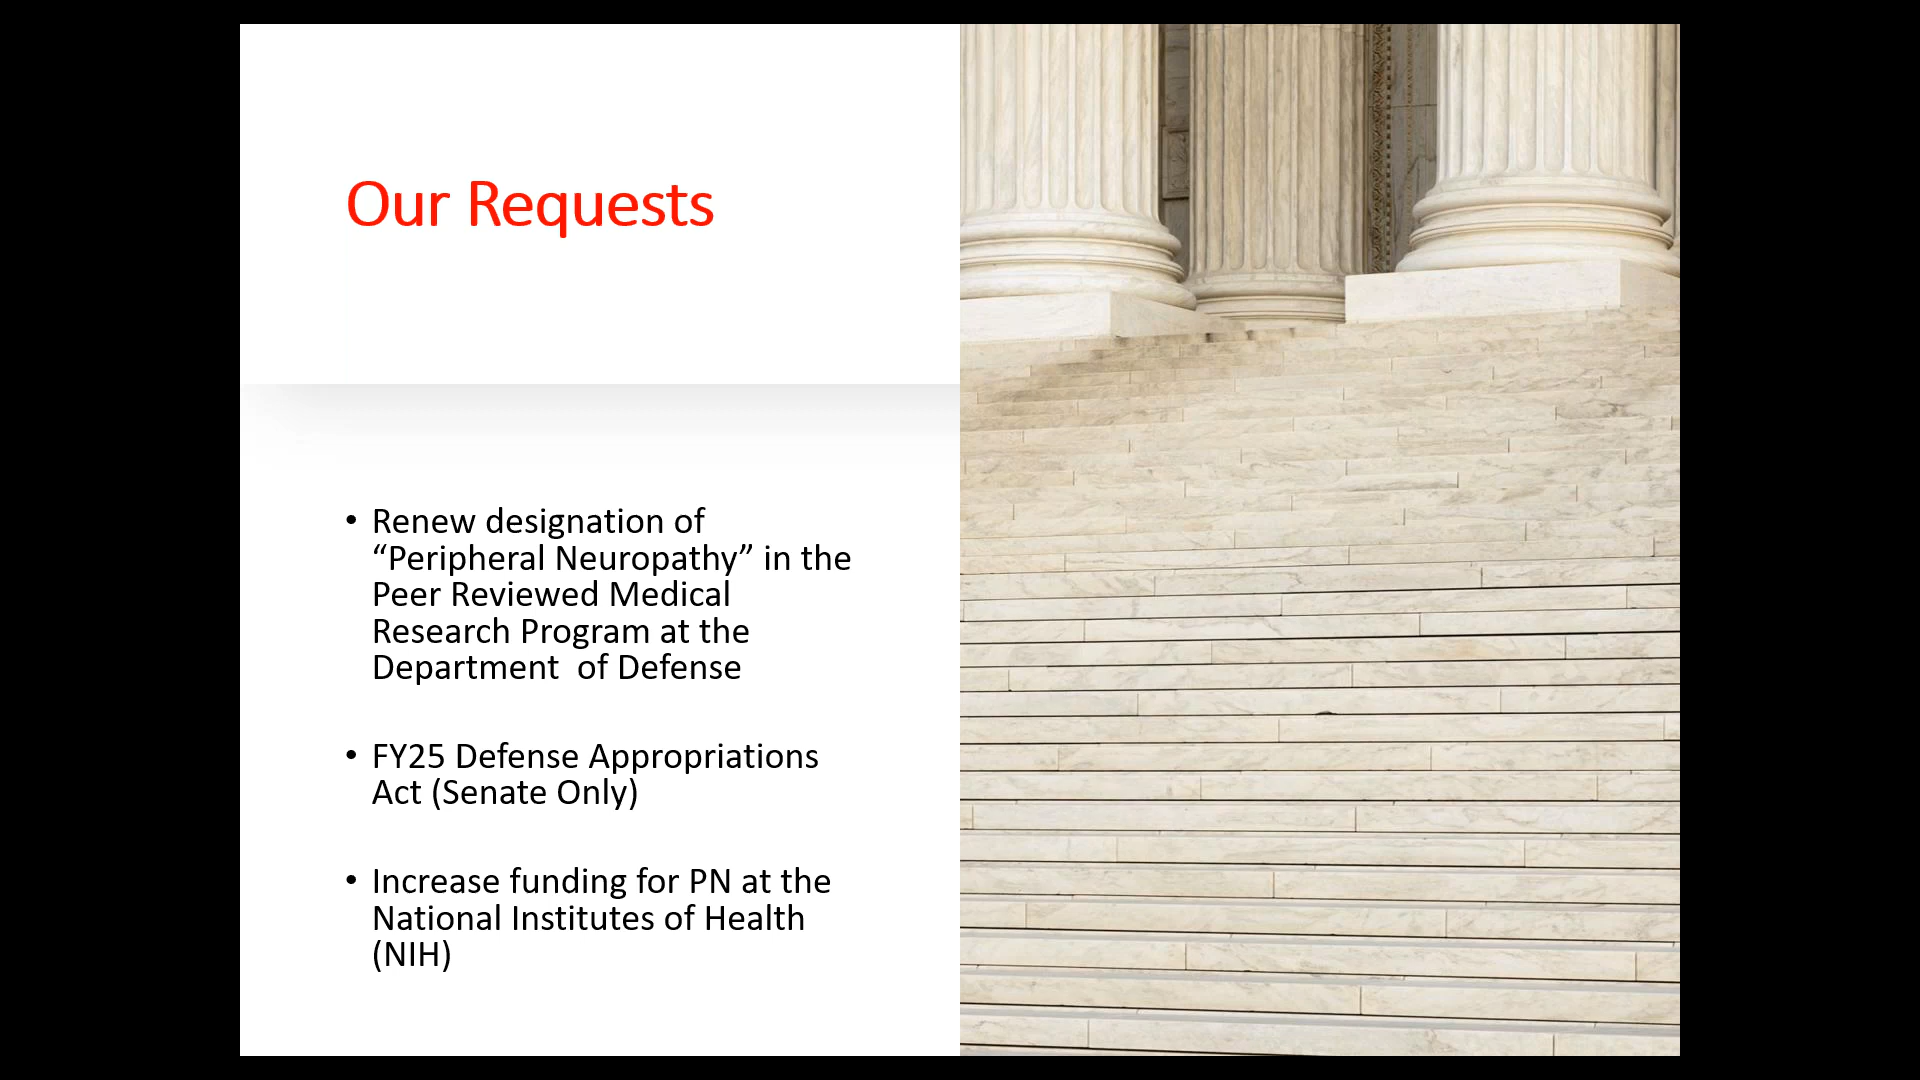 Our Requests
• Renew designation of
“Peripheral Neuropathy” in the
Peer Reviewed Medical
Research Program at the
Department  of Defense
• FY25 Defense Appropriations
Act (Senate Only)
• Increase funding for PN at the
National Institutes of Health
(NIH)